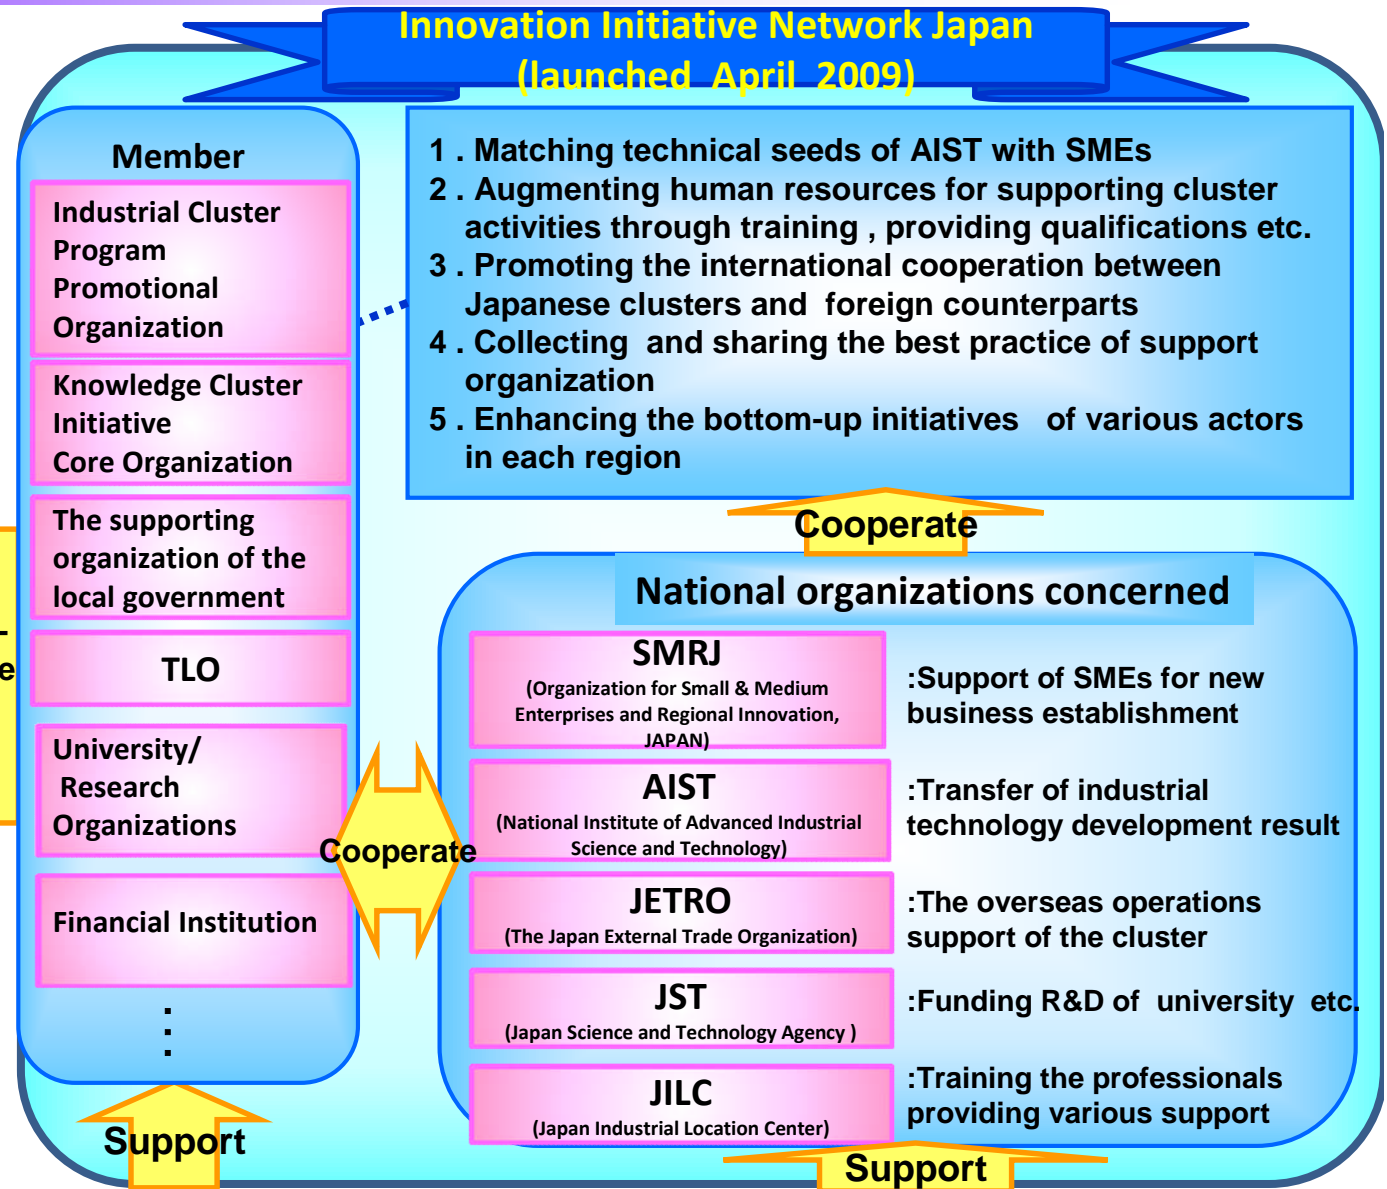 Innovation Initiative Network Japan
(launched April 2009)
Member
Industrial Cluster
Program
Promotional
Organization
Knowledge Cluster
Initiative
Core Organization
The supporting
organization of the
local government
TLO
University/
Research
Organizations
Financial Institution
⋮
Support
1 . Matching technical seeds of AIST with SMEs
2 . Augmenting human resources for supporting cluster
activities through training , providing qualifications etc.
3 . Promoting the international cooperation between
Japanese clusters and foreign counterparts
4 . Collecting and sharing the best practice of support
organization
5 . Enhancing the bottom-up initiatives of various actors
in each region
Cooperate
Cooperate
National organizations concerned
SMRJ
(Organization for Small & Medium
Enterprises and Regional Innovation,
JAPAN)
:Support of SMEs for new
business establishment
AIST
(National Institute of Advanced Industrial
Science and Technology)
:Transfer of industrial
technology development result
JETRO
(The Japan External Trade Organization)
:The overseas operations
support of the cluster
JST
(Japan Science and Technology Agency )
:Funding R&D of university etc.
JILC
(Japan Industrial Location Center)
:Training the professionals
providing various support
Support